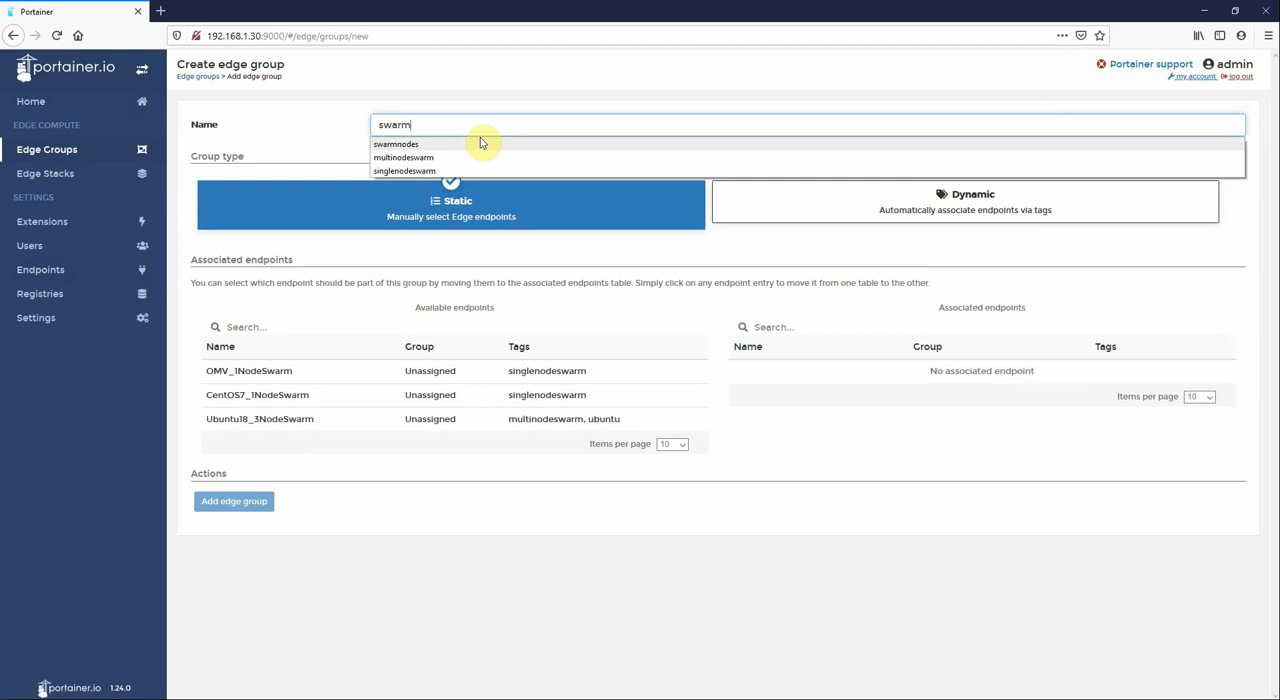 Portainer
192.168.1.30:9000/#/edge/groups/new
portainer.io
Home
EDGE COMPUTE
Edge Groups
Edge Stacks
SETTINGS
Extensions
Users
Endpoints
Registries
Settings
portainer.io 1.24.0
Create edge group
Edge groups > Add edge group
Portainer support admin
my account log out
Name swarm
swarmnodes
multinodeswarm
singlenodeswarm
Group type
Static
Manually select Edge endpoints
Dynamic
Automatically associate endpoints via tags
Associated endpoints
You can select which endpoint should be part of this group by moving them to the associated endpoints table. Simply click on any endpoint entry to move it from one table to the other.
Available endpoints
Search...
Name Group Tags
OMV_1NodeSwarm Unassigned singlenodeswarm
CentOS7_1NodeSwarm Unassigned singlenodeswarm
Ubuntu18_3NodeSwarm Unassigned multinodeswarm, ubuntu
Items per page 10
Associated endpoints
Search...
Name Group Tags
No associated endpoint
Items per page 10
Actions
Add edge group